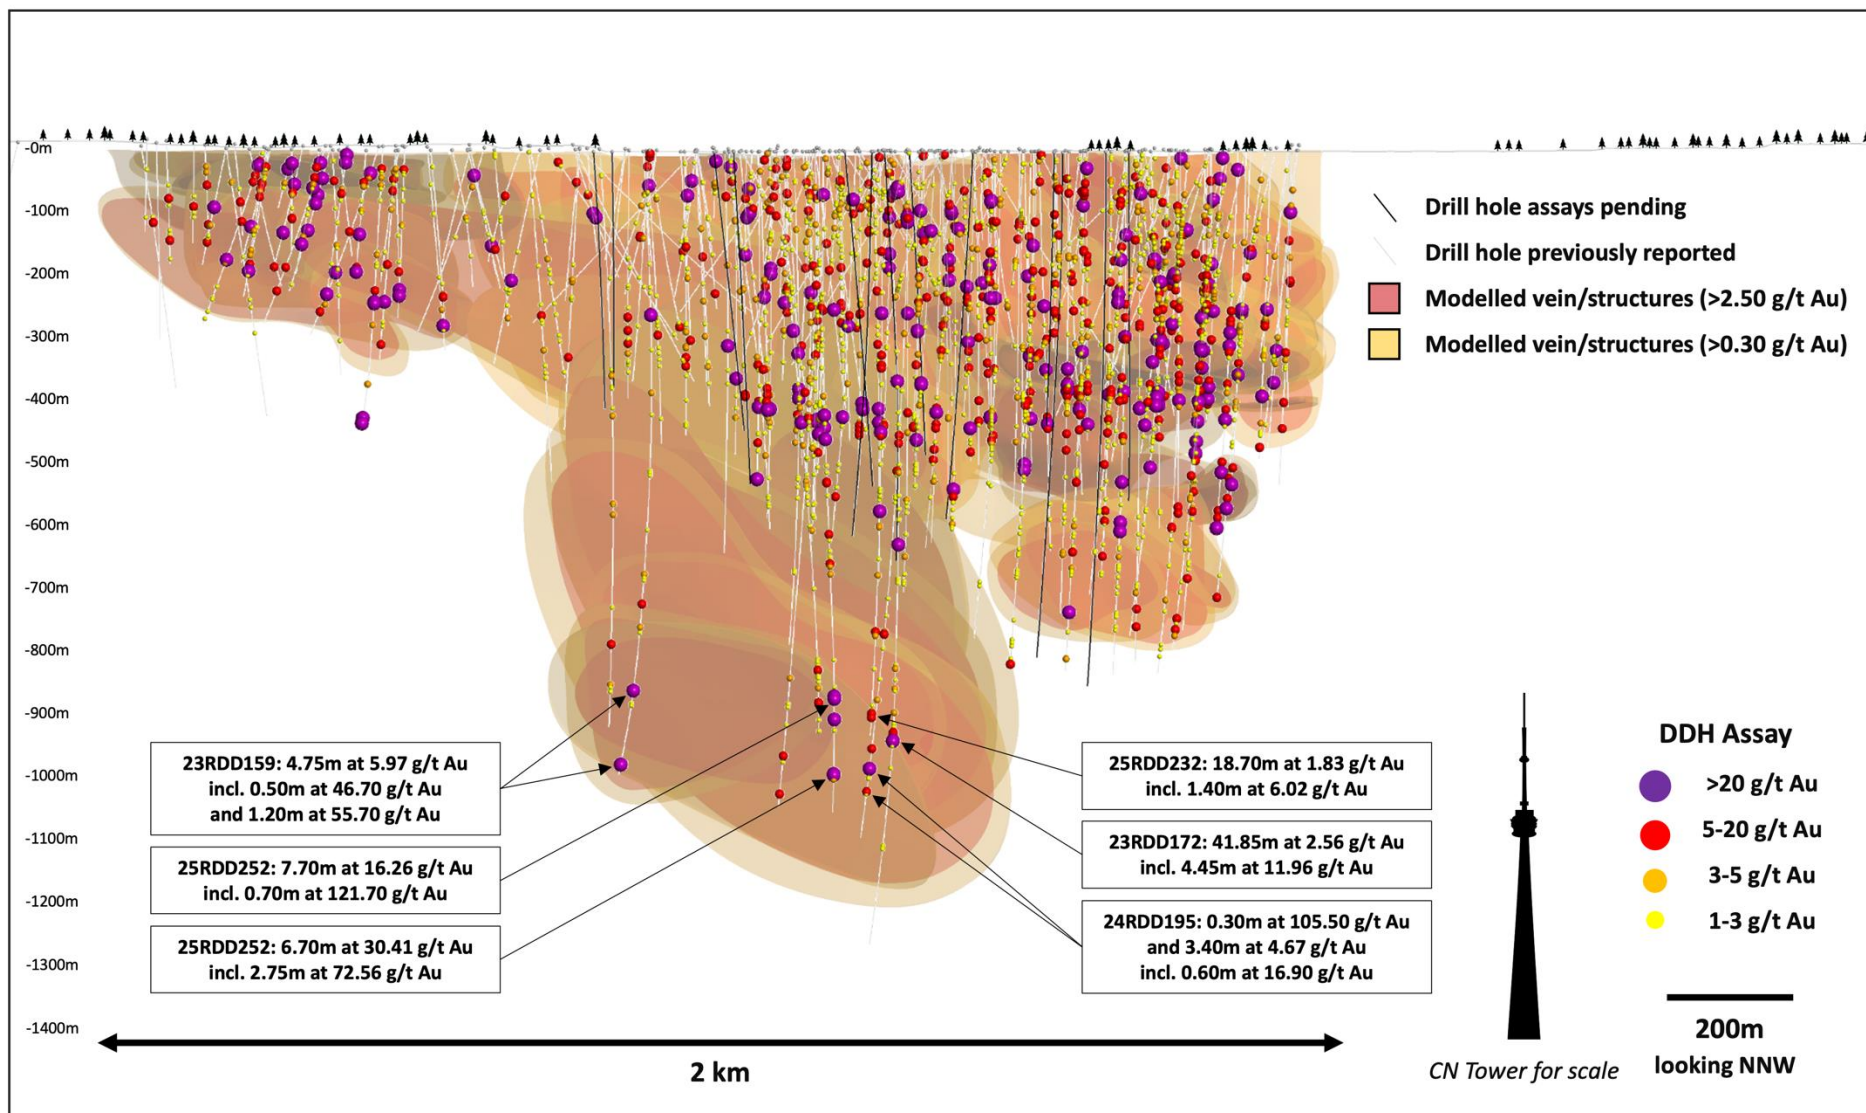 -0m
-100m
-200m
-300m
-400m
-500m
-600m
-700m
-800m
-900m
-1000m
-1100m
-1200m
-1300m
-1400m
Drill hole assays pending
Drill hole previously reported
Modelled vein/structures (>2.50 g/t Au)
Modelled vein/structures (>0.30 g/t Au)
23RDD159: 4.75m at 5.97 g/t Au
incl. 0.50m at 46.70 g/t Au
and 1.20m at 55.70 g/t Au
25RDD252: 7.70m at 16.26 g/t Au
incl. 0.70m at 121.70 g/t Au
25RDD252: 6.70m at 30.41 g/t Au
incl. 2.75m at 72.56 g/t Au
25RDD232: 18.70m at 1.83 g/t Au
incl. 1.40m at 6.02 g/t Au
23RDD172: 41.85m at 2.56 g/t Au
incl. 4.45m at 11.96 g/t Au
24RDD195: 0.30m at 105.50 g/t Au
and 3.40m at 4.67 g/t Au
incl. 0.60m at 16.90 g/t Au
DDH Assay
>20 g/t Au
5-20 g/t Au
3-5 g/t Au
1-3 g/t Au
200m
looking NNW
CN Tower for scale
2 km